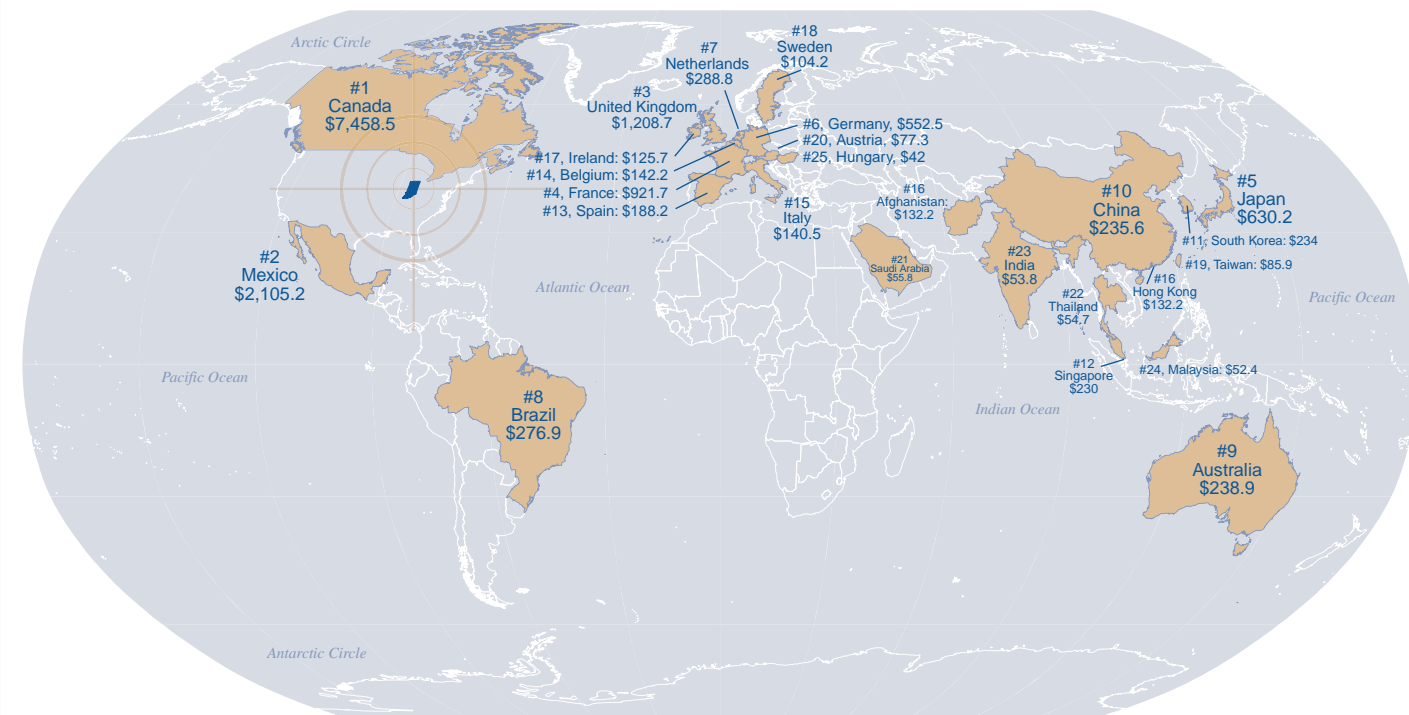 Arctic Circle
#1
Canada
$7,458.5
#18
Sweden
$104.2
#7
Netherlands
$288.8
#3
United Kingdom
$1,208.7
#6, Germany, $552.5
#20, Austria, $77.3
#25, Hungary, $42
#17, Ireland: $125.7
#14, Belgium: $142.2
#4, France: $921.7
#13, Spain: $188.2
#15
Italy
$140.5
#16
Afghanistan:
$132.2
#10
China
$235.6
#5
Japan
$630.2
#11, South Korea: $234
#19, Taiwan: $85.9
#16
Hong Kong
$132.2
#2
Mexico
$2,105.2
Atlantic Ocean
#21
Saudi Arabia
$55.8
#23
India
$53.8
#22
Thailand
$54.7
Pacific Ocean
Pacific Ocean
#12
Singapore
$230
#24, Malaysia: $52.4
#8
Brazil
$276.9
Indian Ocean
#9
Australia
$238.9
Antarctic Circle